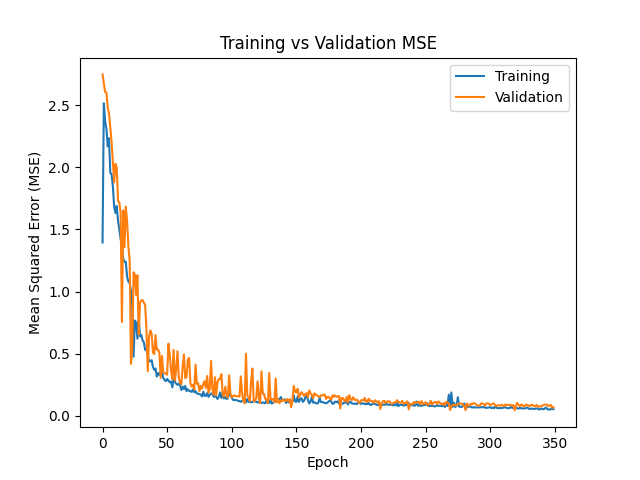 Training vs Validation MSE
Training
Validation
Mean Squared Error (MSE)
2.5
2.0
1.5
1.0
0.5
0.0
0 50 100 150 200 250 300 350
Epoch